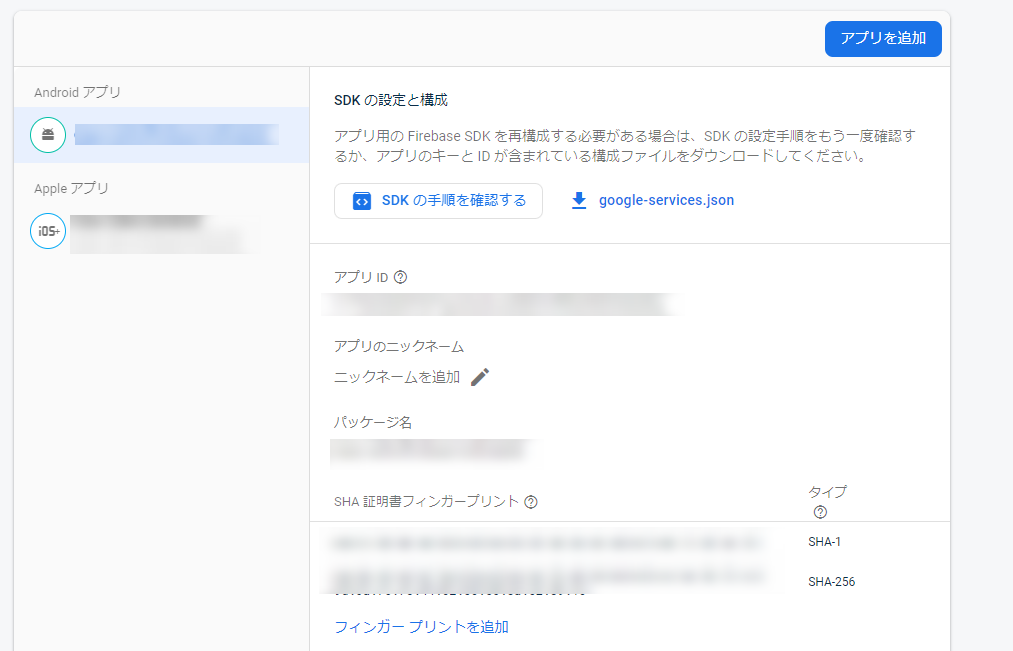 アプリを追加
Android アプリ
Apple アプリ
iOS+
SDK の設定と構成
アプリ用の Firebase SDK を再構成する必要がある場合は、SDK の設定手順をもう一度確認す
るか、アプリのキーと ID が含まれている構成ファイルをダウンロードしてください。
SDK の手順を確認する
google-services.json
アプリ ID
アプリのニックネーム
ニックネームを追加
パッケージ名
SHA 証明書フィンガープリント
タイプ
SHA-1
SHA-256
フィンガー プリントを追加